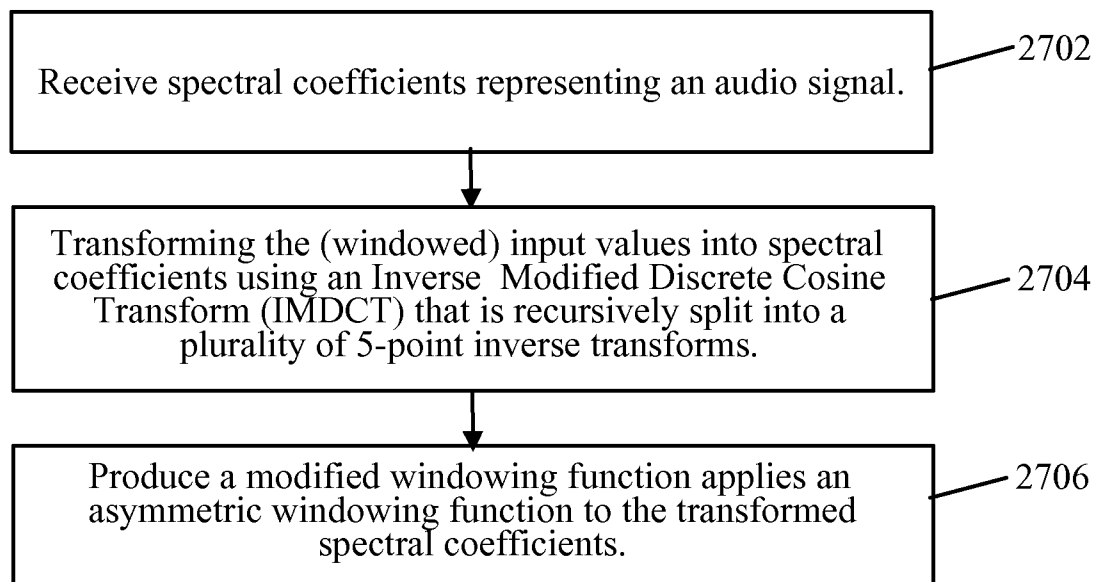 2702
Receive spectral coefficients representing an audio signal.
Transforming the (windowed) input values into spectral
coefficients using an Inverse Modified Discrete Cosine
Transform (IMDCT) that is recursively split into a
plurality of 5-point inverse transforms.
2704
Produce a modified windowing function applies an
asymmetric windowing function to the transformed
spectral coefficients.
2706